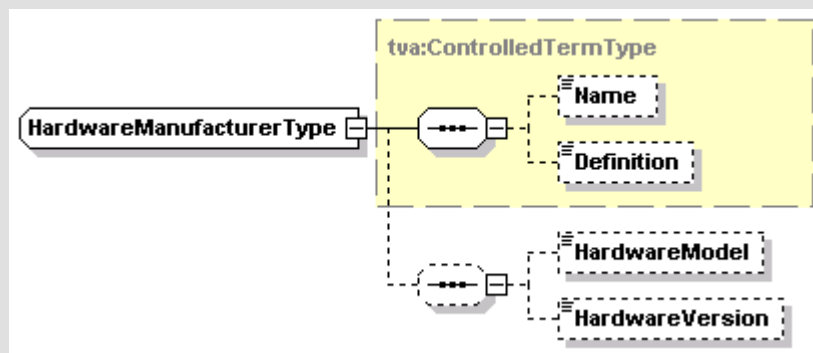 tva:ControlledTermType
Name
HardwareManufacturerType
Definition
HardwareModel
HardwareVersion